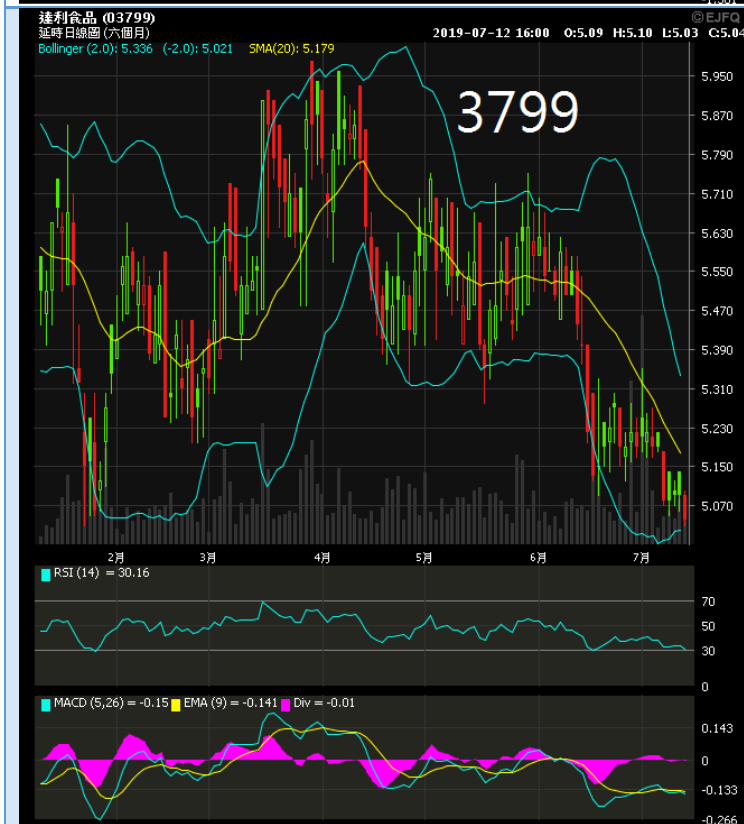 -1.561
達利食品 (03799)
©EJFQ
延時日線圖 (六個月)
2019-07-12 16:00 O:5.09 H:5.10 L:5.03 C:5.04
Bollinger (2.0): 5.336 (-2.0): 5.021 SMA(20): 5.179
3799
5.950
5.870
5.790
5.710
5.630
5.550
5.470
5.390
5.310
5.230
5.150
5.070
2月 3月 4月 5月 6月 7月
RSI (14) = 30.16
70
50
30
0
MACD (5,26) = -0.15 EMA (9) = -0.141 Div = -0.01
0.143
0
-0.133
-0.266